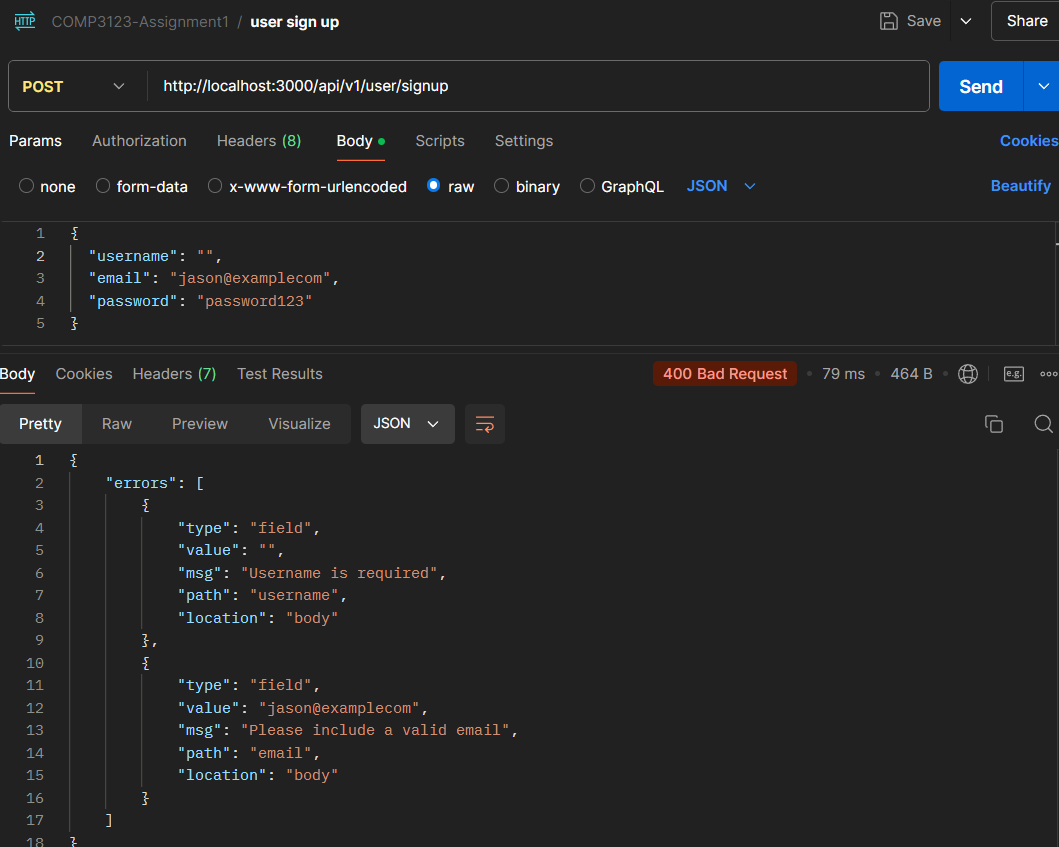 HTTP COMP3123-Assignment1 / user sign up Save Share
POST http://localhost:3000/api/v1/user/signup Send
Params Authorization Headers (8) Body Scripts Settings Cookies
none form-data x-www-form-urlencoded raw binary GraphQL JSON Beautify
1 {
2 "username": "",
3 "email": "jason@examplecom",
4 "password": "password123"
5 }
Body Cookies Headers (7) Test Results 400 Bad Request • 79 ms • 464 B • e.g. ooo
Pretty Raw Preview Visualize JSON
1 {
2 "errors": [
3 {
4 "type": "field",
5 "value": "",
6 "msg": "Username is required",
7 "path": "username",
8 "location": "body"
9 },
10 {
11 "type": "field",
12 "value": "jason@examplecom",
13 "msg": "Please include a valid email",
14 "path": "email",
15 "location": "body"
16 }
17 ]
18 }